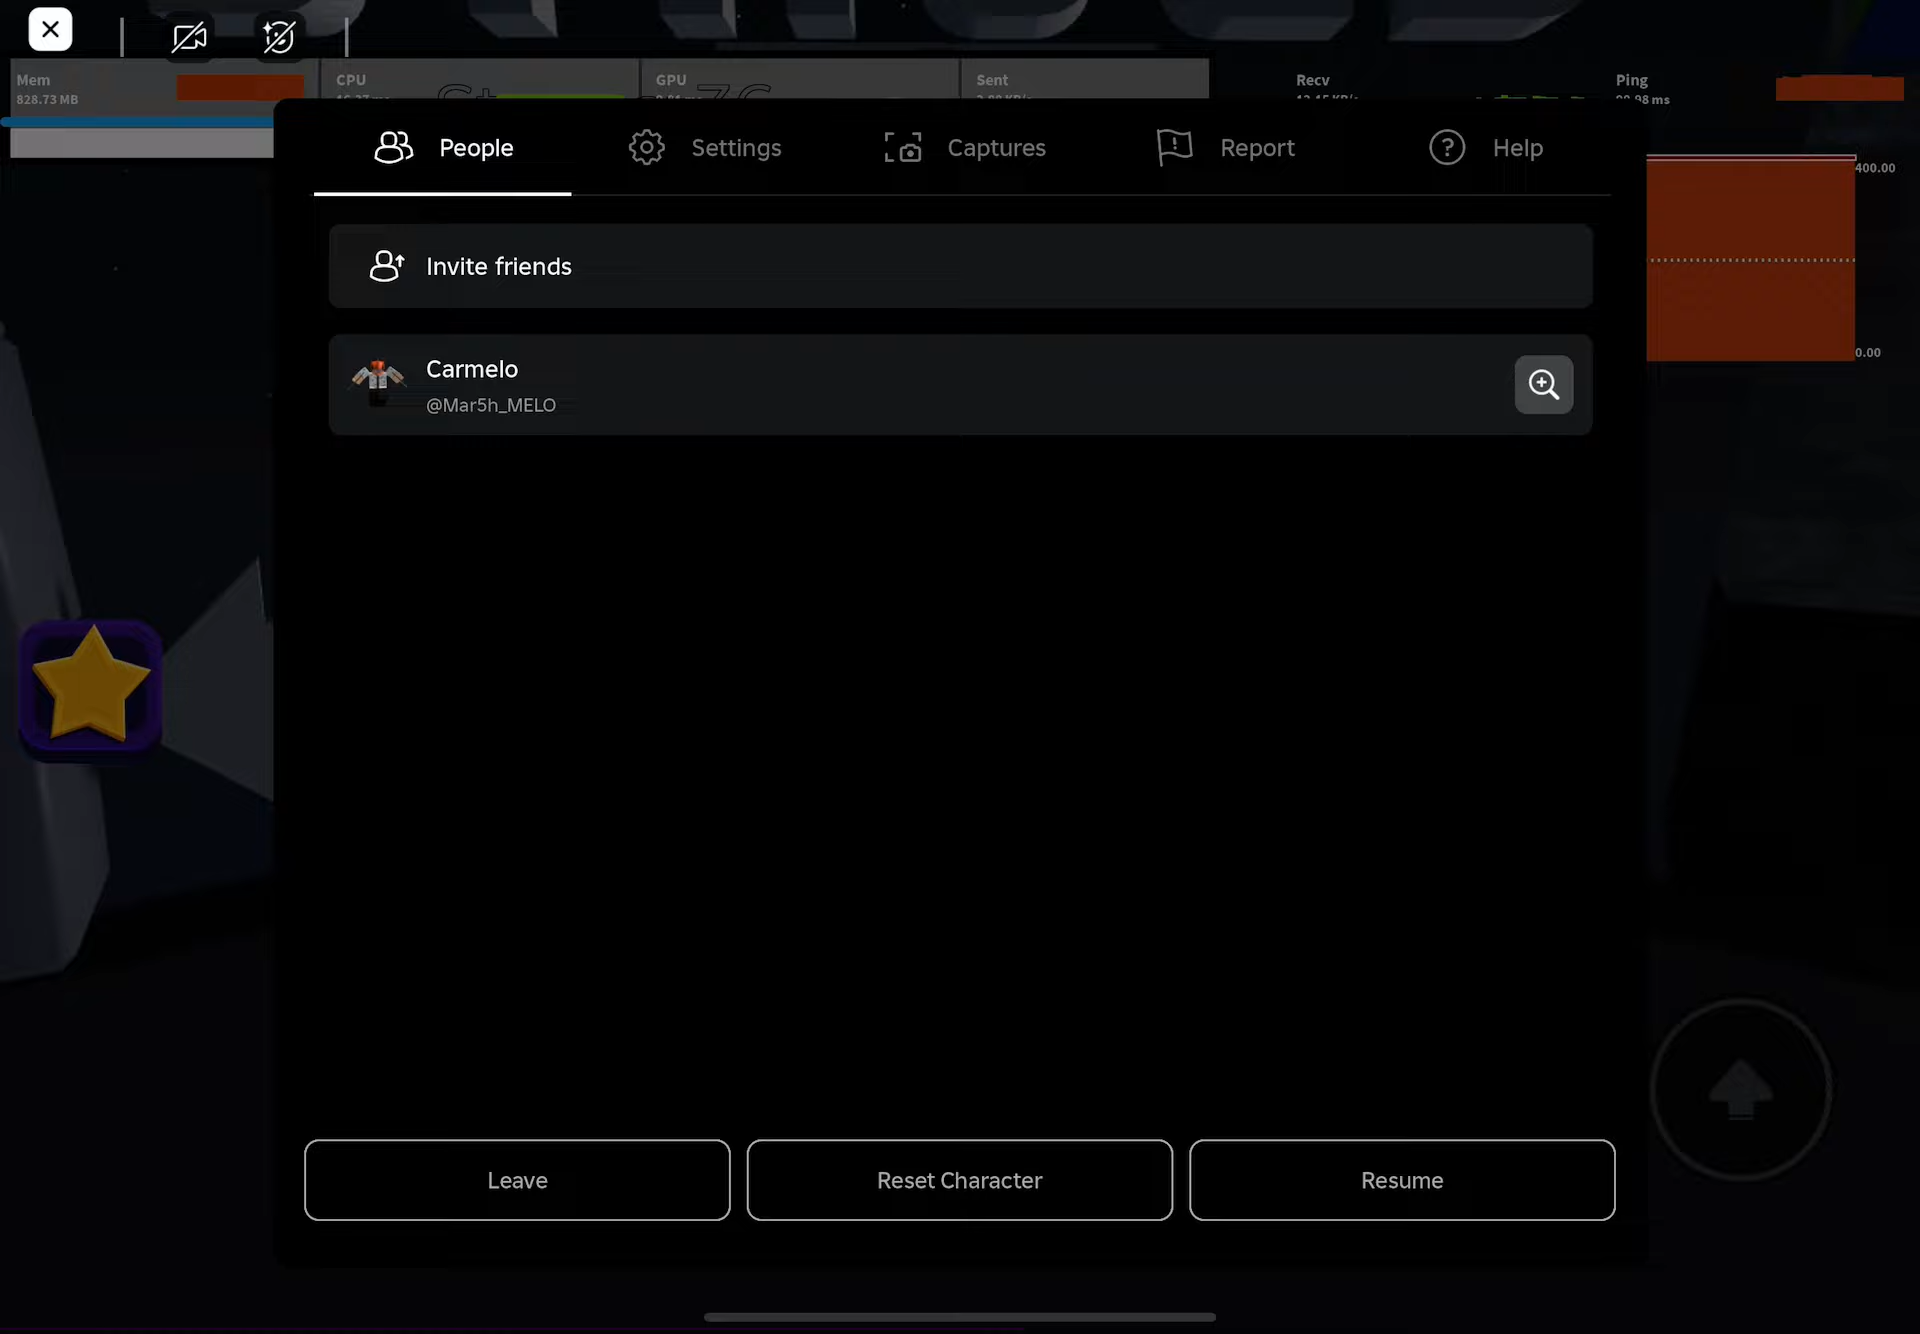 Mem
828.73 MB
CPU
GPU
Sent
Recv
Ping
People
Settings
Captures
Report
Help
400.00
Invite friends
0.00
Carmelo
@Mar5h_MELO
Leave
Reset Character
Resume